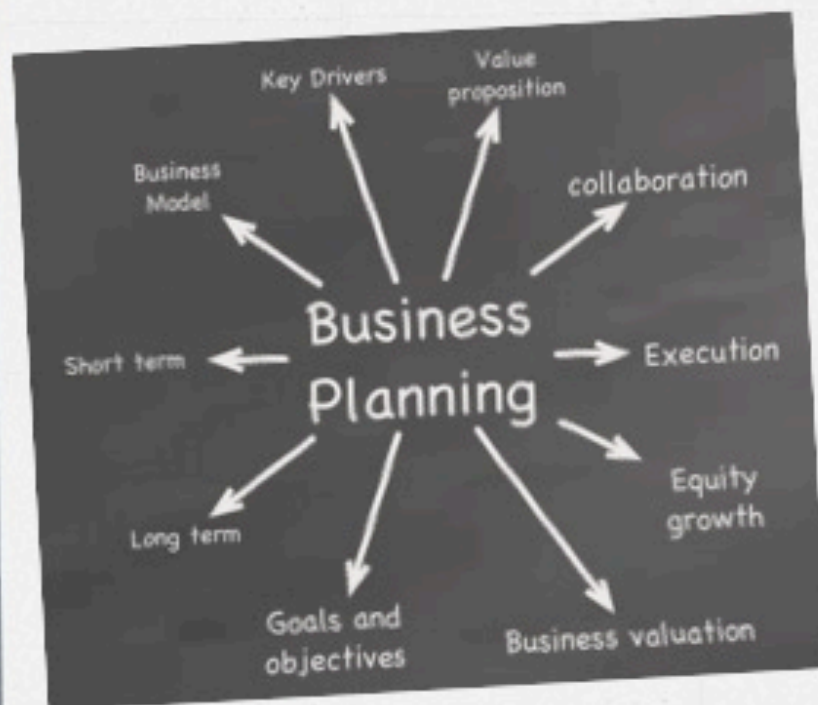 Key Drivers
Value
proposition
Business
Model
collaboration
Business
Planning
Short term
Execution
Long term
Equity
growth
Goals and
objectives
Business valuation